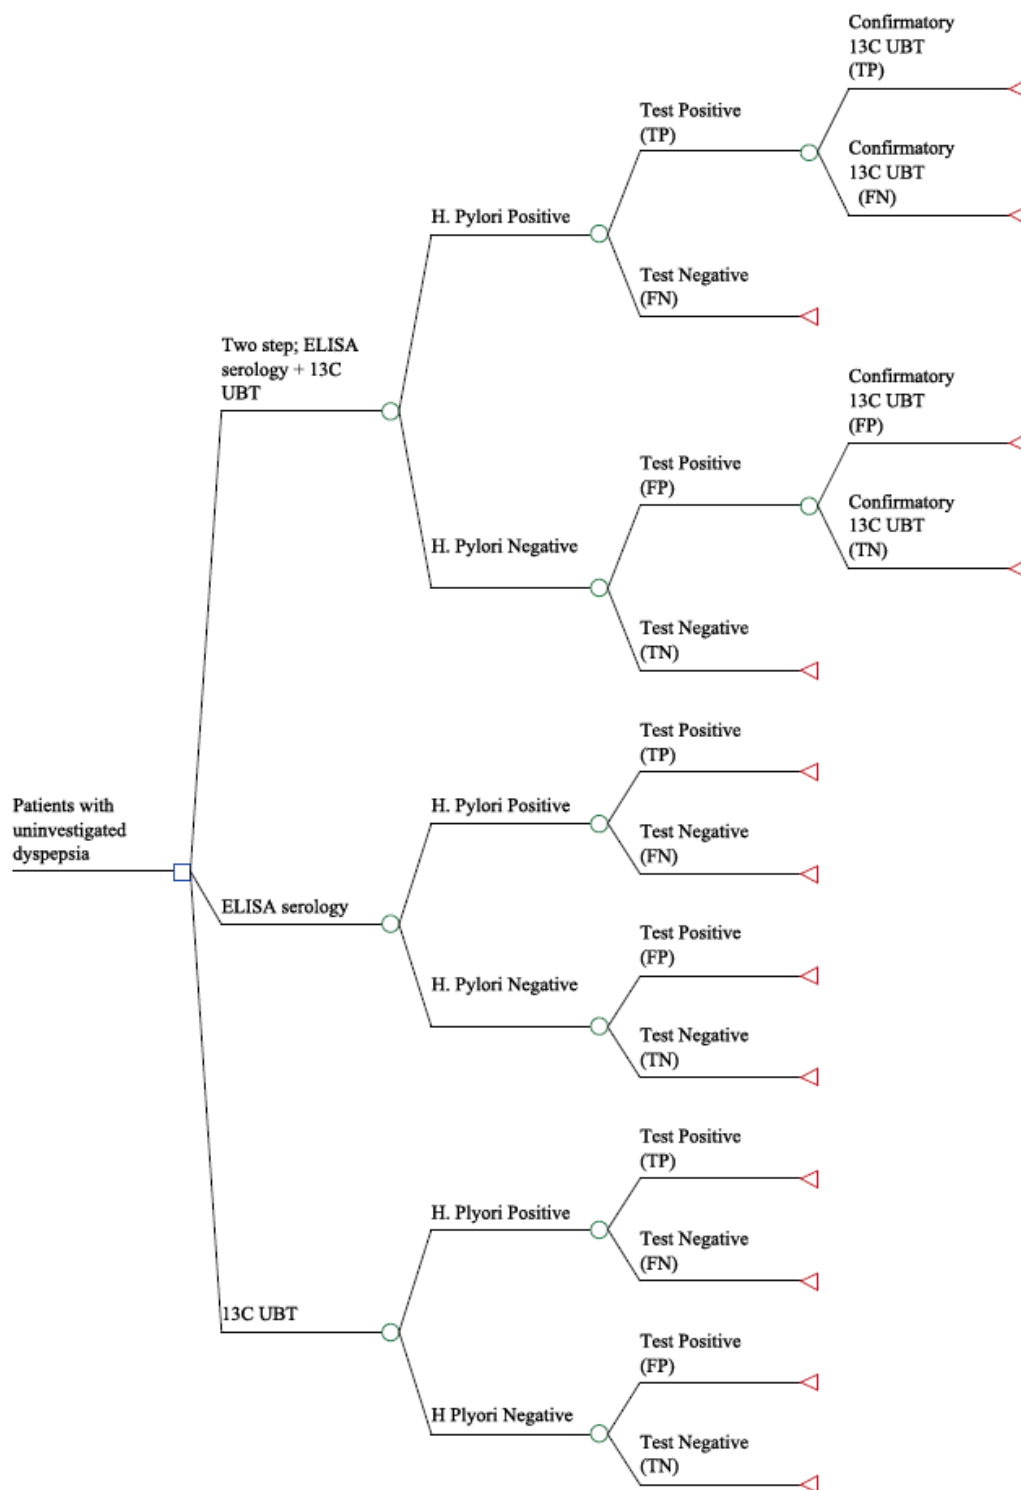 Confirmatory
13C UBT
(TP)
Test Positive
(TP)
Confirmatory
13C UBT
(FN)
H. Pylori Positive
Test Negative
(FN)
Two step; ELISA
serology + 13C
UBT
Confirmatory
13C UBT
(FP)
Test Positive
(FP)
Confirmatory
13C UBT
(TN)
H. Pylori Negative
Test Negative
(TN)
Test Positive
(TP)
Patients with
uninvestigated
dyspepsia
H. Pylori Positive
Test Negative
(FN)
ELISA serology
Test Positive
(FP)
H. Pylori Negative
Test Negative
(TN)
Test Positive
(TP)
H. Plyori Positive
Test Negative
(FN)
13C UBT
Test Positive
(FP)
H Plyori Negative
Test Negative
(TN)